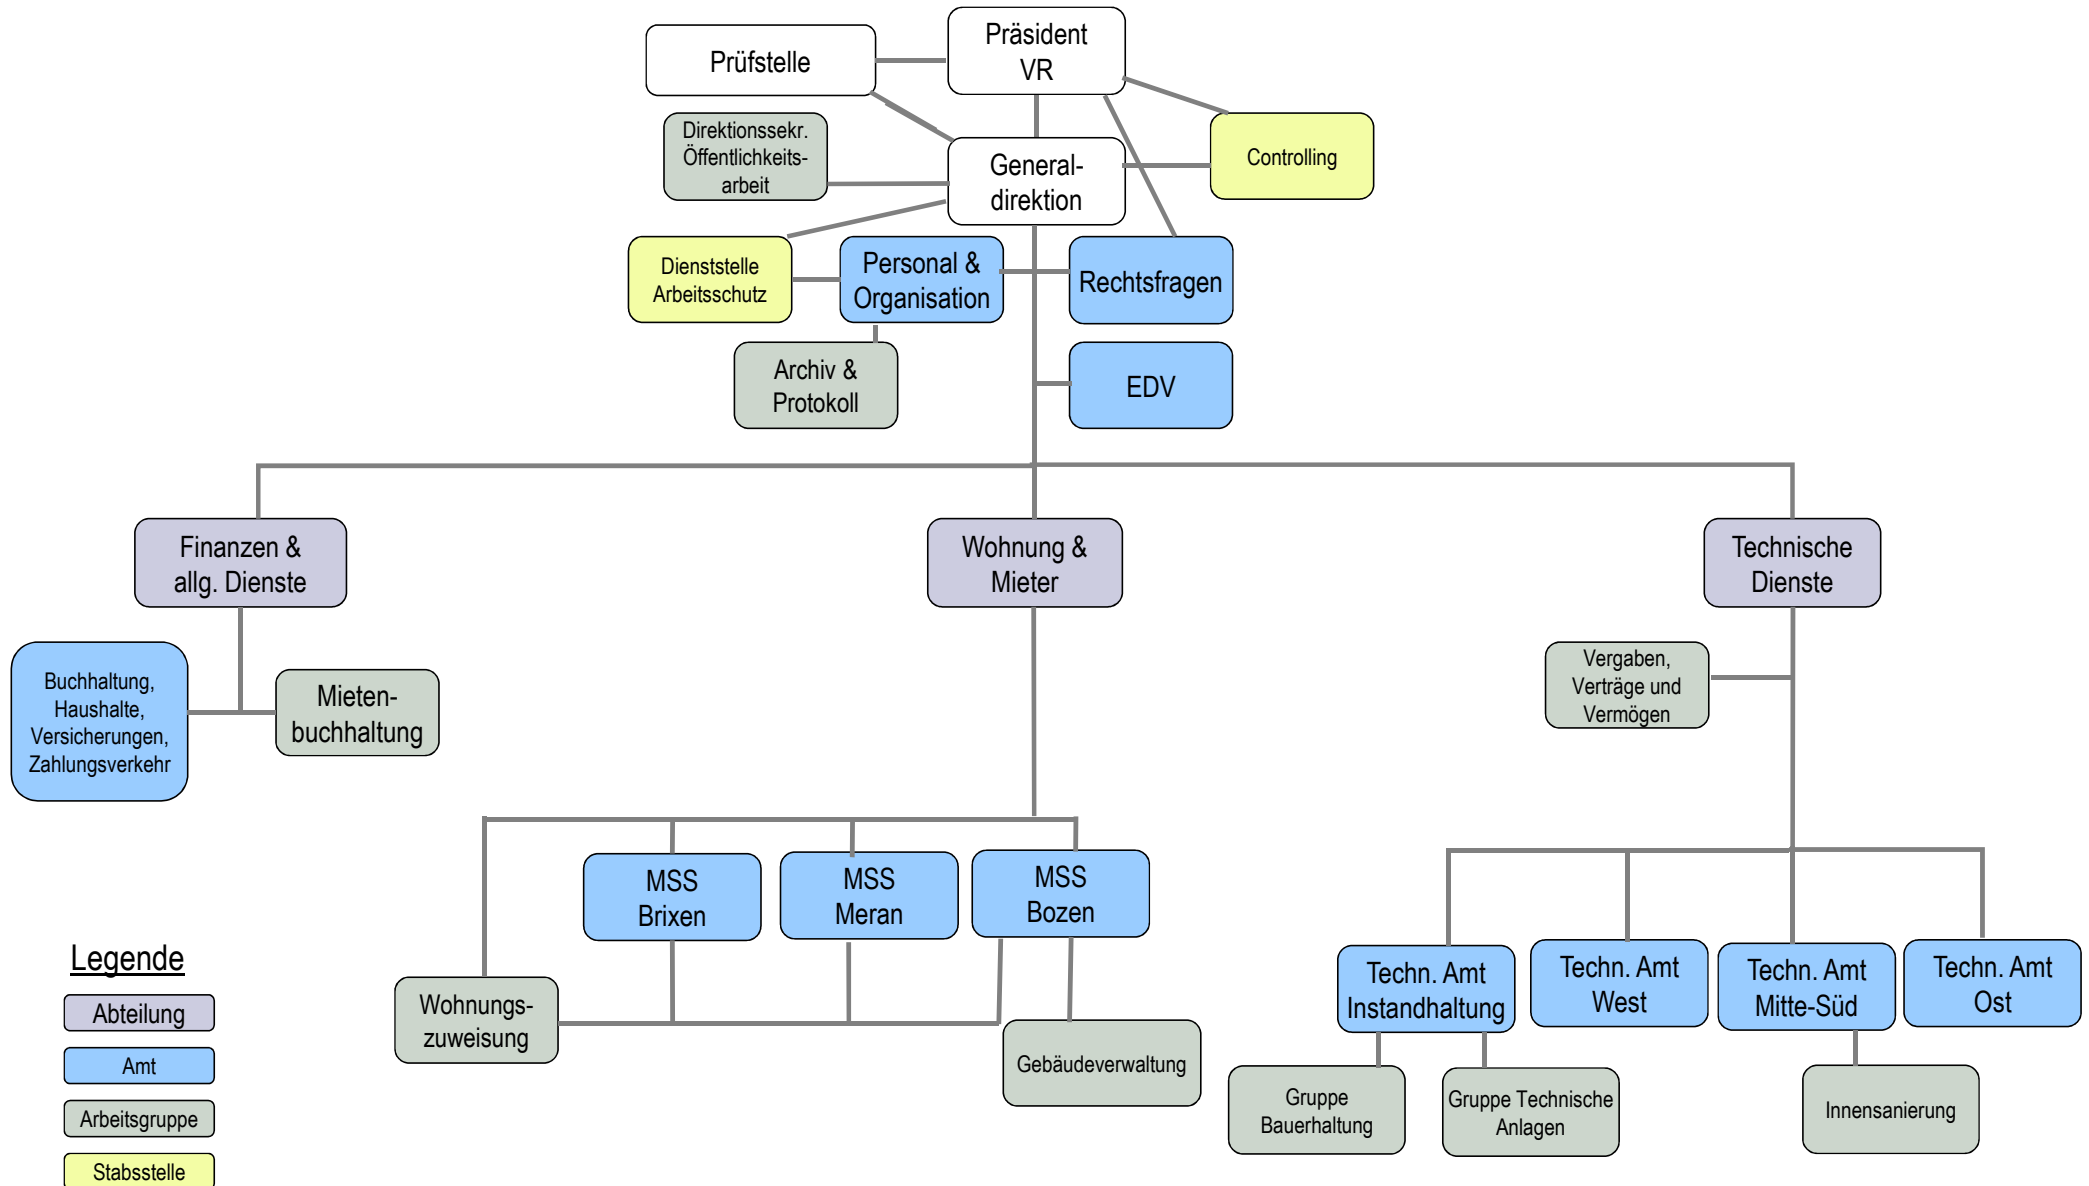 Präsident
VR
Prüfstelle
Direktionssekr.
Öffentlichkeits-
arbeit
General-
direktion
Controlling
Dienststelle
Arbeitsschutz
Personal &
Organisation
Rechtsfragen
Archiv &
Protokoll
EDV
Finanzen &
allg. Dienste
Wohnung &
Mieter
Technische
Dienste
Buchhaltung,
Haushalte,
Versicherungen,
Zahlungsverkehr
Mieten-
buchhaltung
Vergaben,
Verträge und
Vermögen
MSS
Brixen
MSS
Meran
MSS
Bozen
Wohnungs-
zuweisung
Gebäudeverwaltung
Techn. Amt
Instandhaltung
Techn. Amt
West
Techn. Amt
Mitte-Süd
Techn. Amt
Ost
Gruppe
Bauerhaltung
Gruppe Technische
Anlagen
Innensanierung
Legende
Abteilung
Amt
Arbeitsgruppe
Stabsstelle